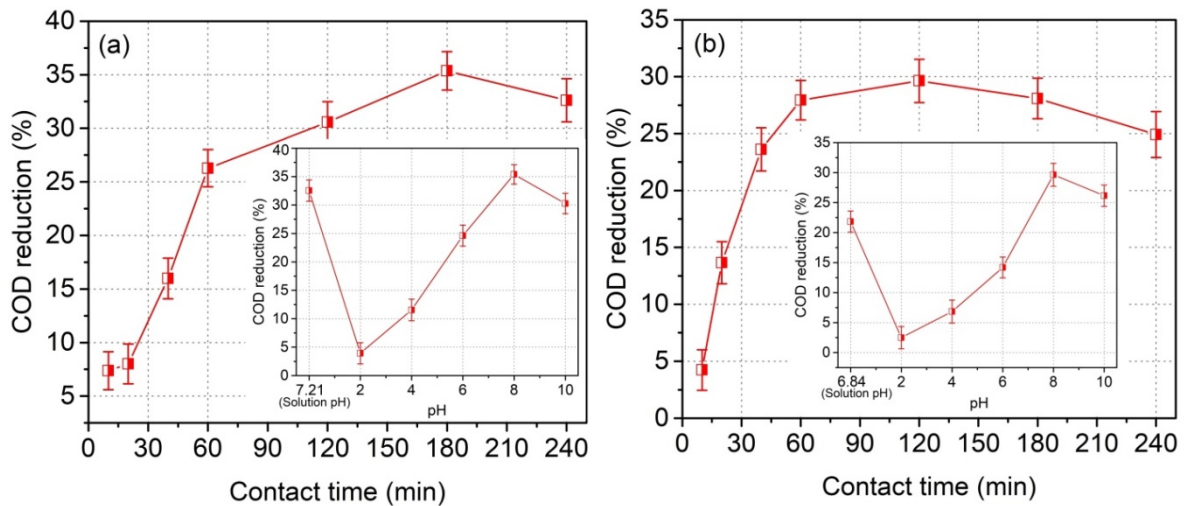 (a)
COD reduction (%)
40
35
30
25
20
15
10
5
0 30 60 90 120 150 180 210 240
Contact time (min)
COD reduction (%)
40
35
30
25
20
15
10
5
0
7.21 2 4 6 8 10
(Solution pH)
pH
(b)
COD reduction (%)
35
30
25
20
15
10
5
0
0 30 60 90 120 150 180 210 240
Contact time (min)
COD reduction (%)
35
30
25
20
15
10
5
0
6.84 2 4 6 8 10
(Solution pH)
pH